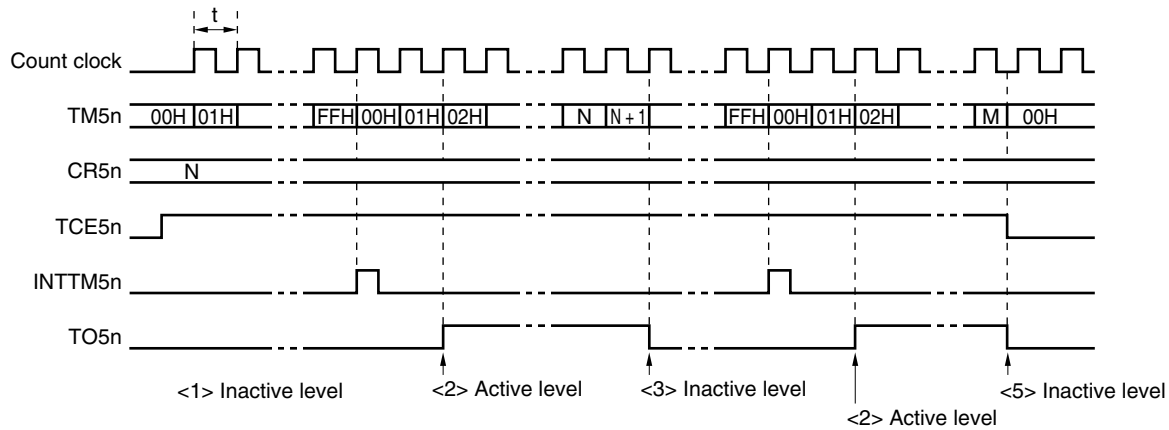 t
Count clock
TM5n 00H 01H FFH 00H 01H 02H N N + 1 FFH 00H 01H 02H M 00H
CR5n N
TCE5n
INTTM5n
TO5n
<1> Inactive level <2> Active level <3> Inactive level <5> Inactive level
<2> Active level